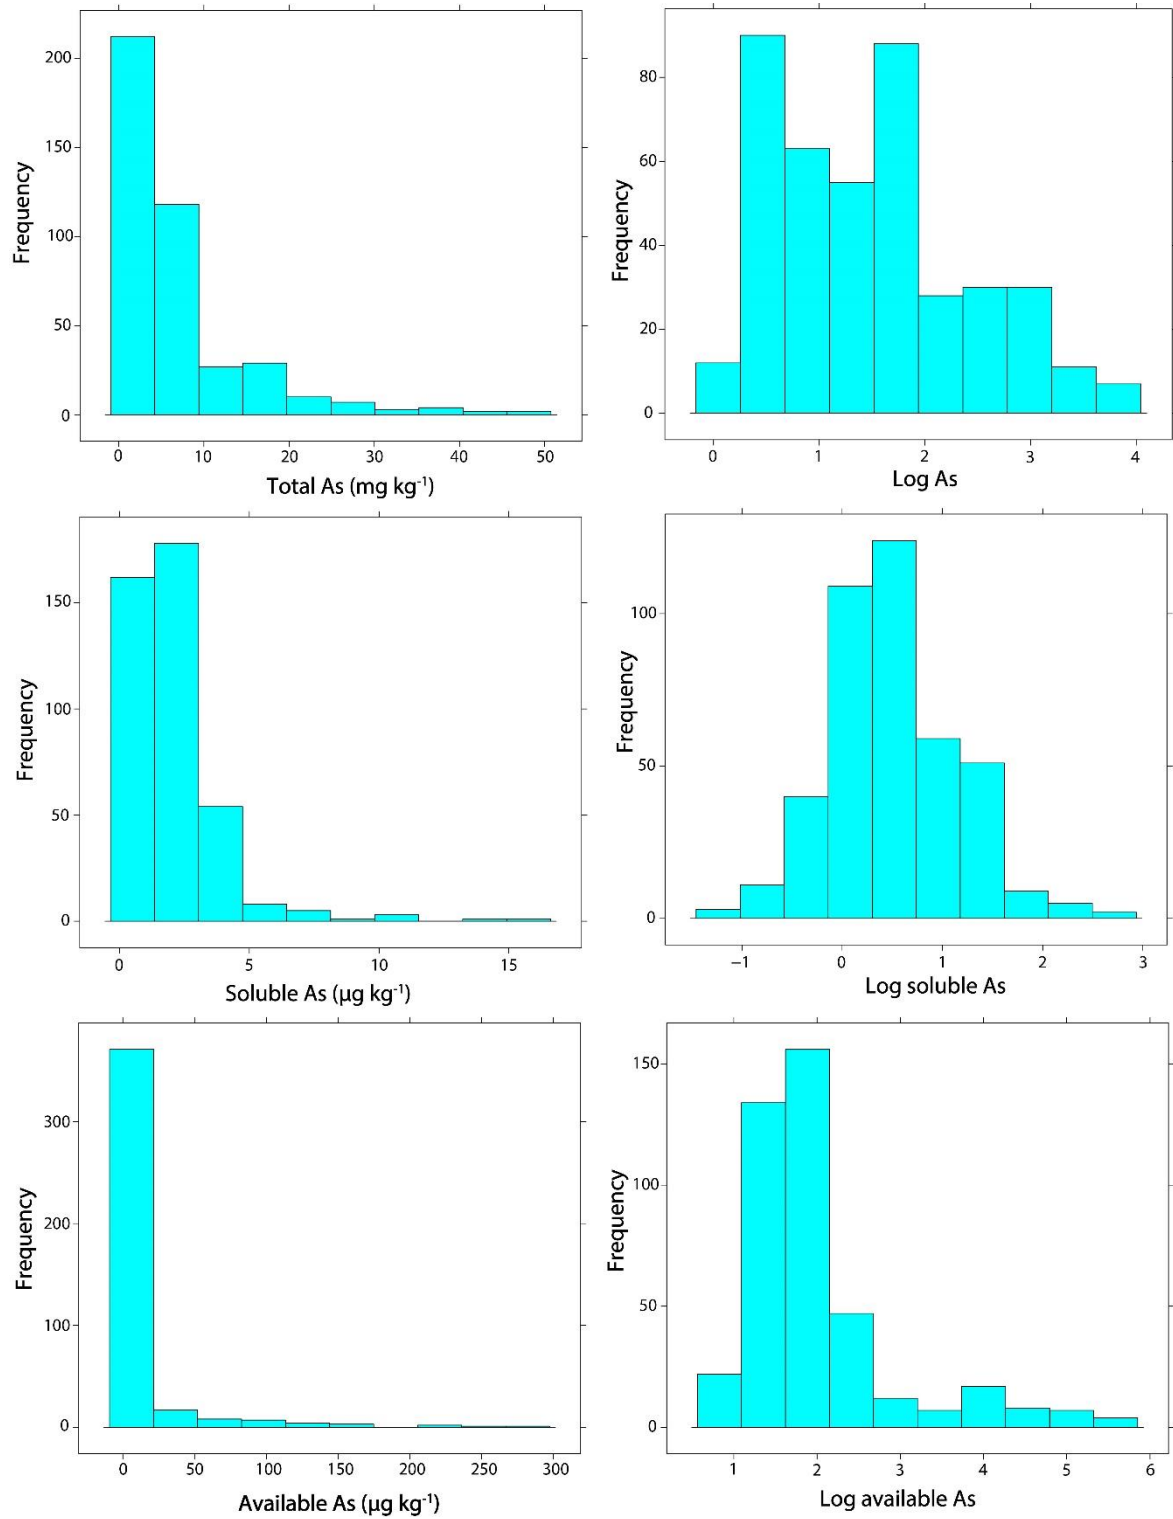 200
150
100
50
0
Frequency
0 10 20 30 40 50
Total As (mg kg⁻¹)
80
60
40
20
0
Frequency
0 1 2 3 4
Log As
150
100
50
0
Frequency
0 5 10 15
Soluble As (µg kg⁻¹)
100
50
0
Frequency
−1 0 1 2 3
Log soluble As
300
200
100
0
Frequency
0 50 100 150 200 250 300
Available As (µg kg⁻¹)
150
100
50
0
Frequency
1 2 3 4 5 6
Log available As